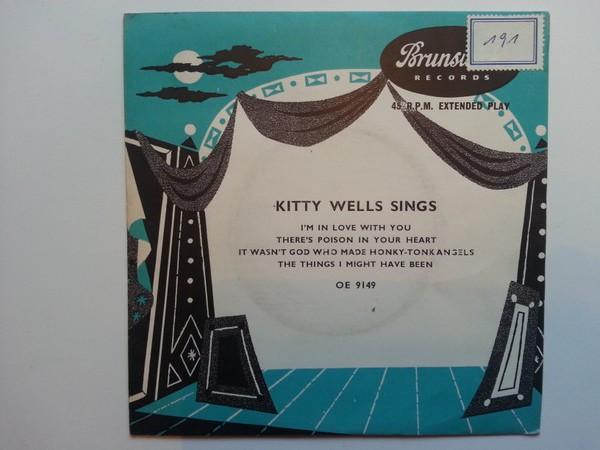 191
RECORDS
45 R.P.M. EXTENDED PLAY
KITTY WELLS SINGS
I'M IN LOVE WITH YOU
THERE'S POISON IN YOUR HEART
IT WASN'T GOD WHO MADE HONKY-TONK ANGELS
THE THINGS I MIGHT HAVE BEEN
OE 9149